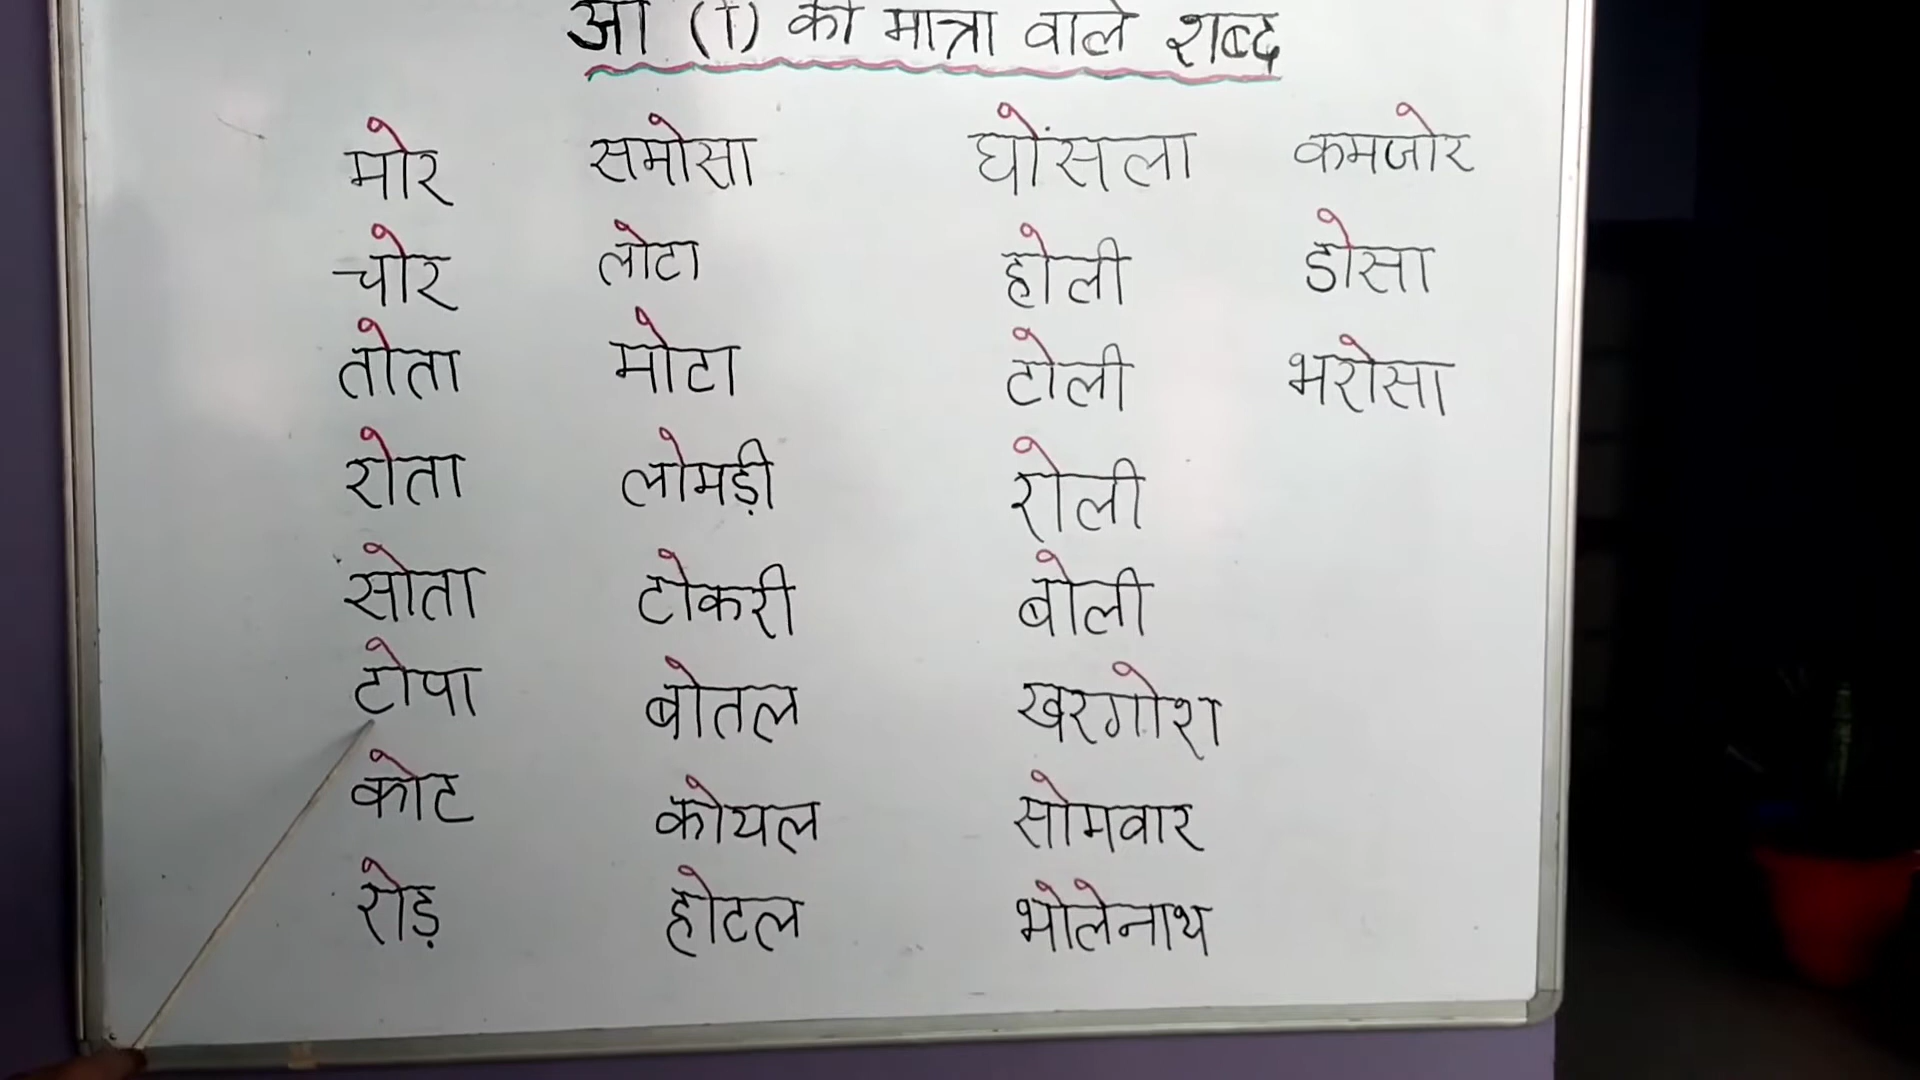 ओ (ो) की मात्रा वाले शब्द
मोर समोसा घोंसला कमजोर
चोर लोटा होली डोसा
तोता मोटा टोली भरोसा
रोता लोमड़ी रोली
सोता टोकरी बोली
टोपा बोतल खरगोश
कोट कोयल सोमवार
रोड़ होटल भोलेनाथ